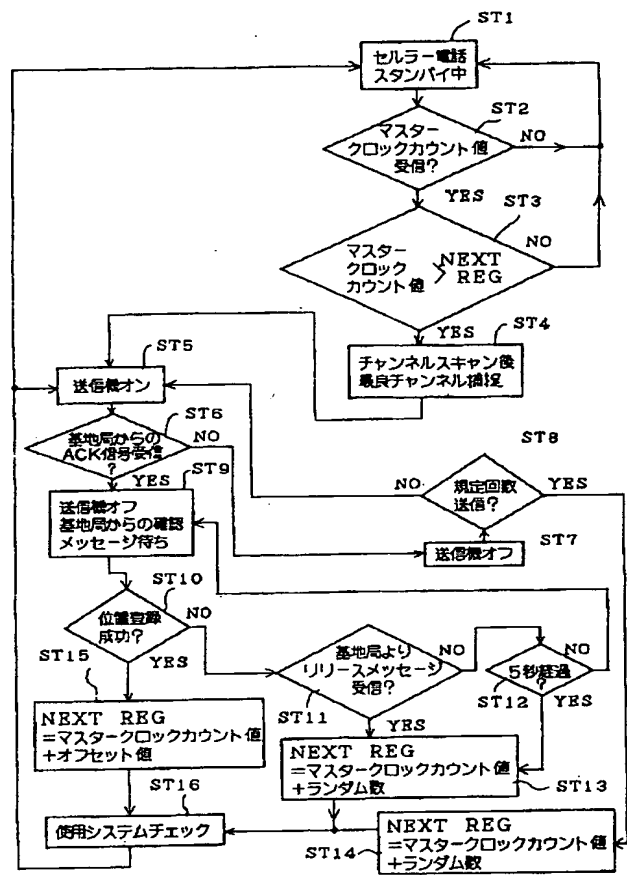 ST1
セルラー電話
スタンバイ中
ST2
マスター
クロックカウント値
受信?
NO
YES
ST3
マスター
クロック
カウント値
>
NEXT
REG
NO
YES
ST4
チャンネルスキャン後
最良チャンネル捕捉
ST5
送信機オン
ST6
基地局からの
ACK信号受信
?
NO
YES
ST8
規定回数
送信?
NO
YES
ST7
送信機オフ
ST9
送信機オフ
基地局からの確認
メッセージ待ち
ST10
位置登録
成功?
NO
YES
ST11
基地局より
リリースメッセージ
受信?
NO
YES
ST12
5秒経過
?
NO
YES
ST15
NEXT REG
=マスタークロックカウント値
+オフセット値
NEXT REG
=マスタークロックカウント値
+ランダム数
ST13
ST16
使用システムチェック
NEXT REG
=マスタークロックカウント値
+ランダム数
ST14